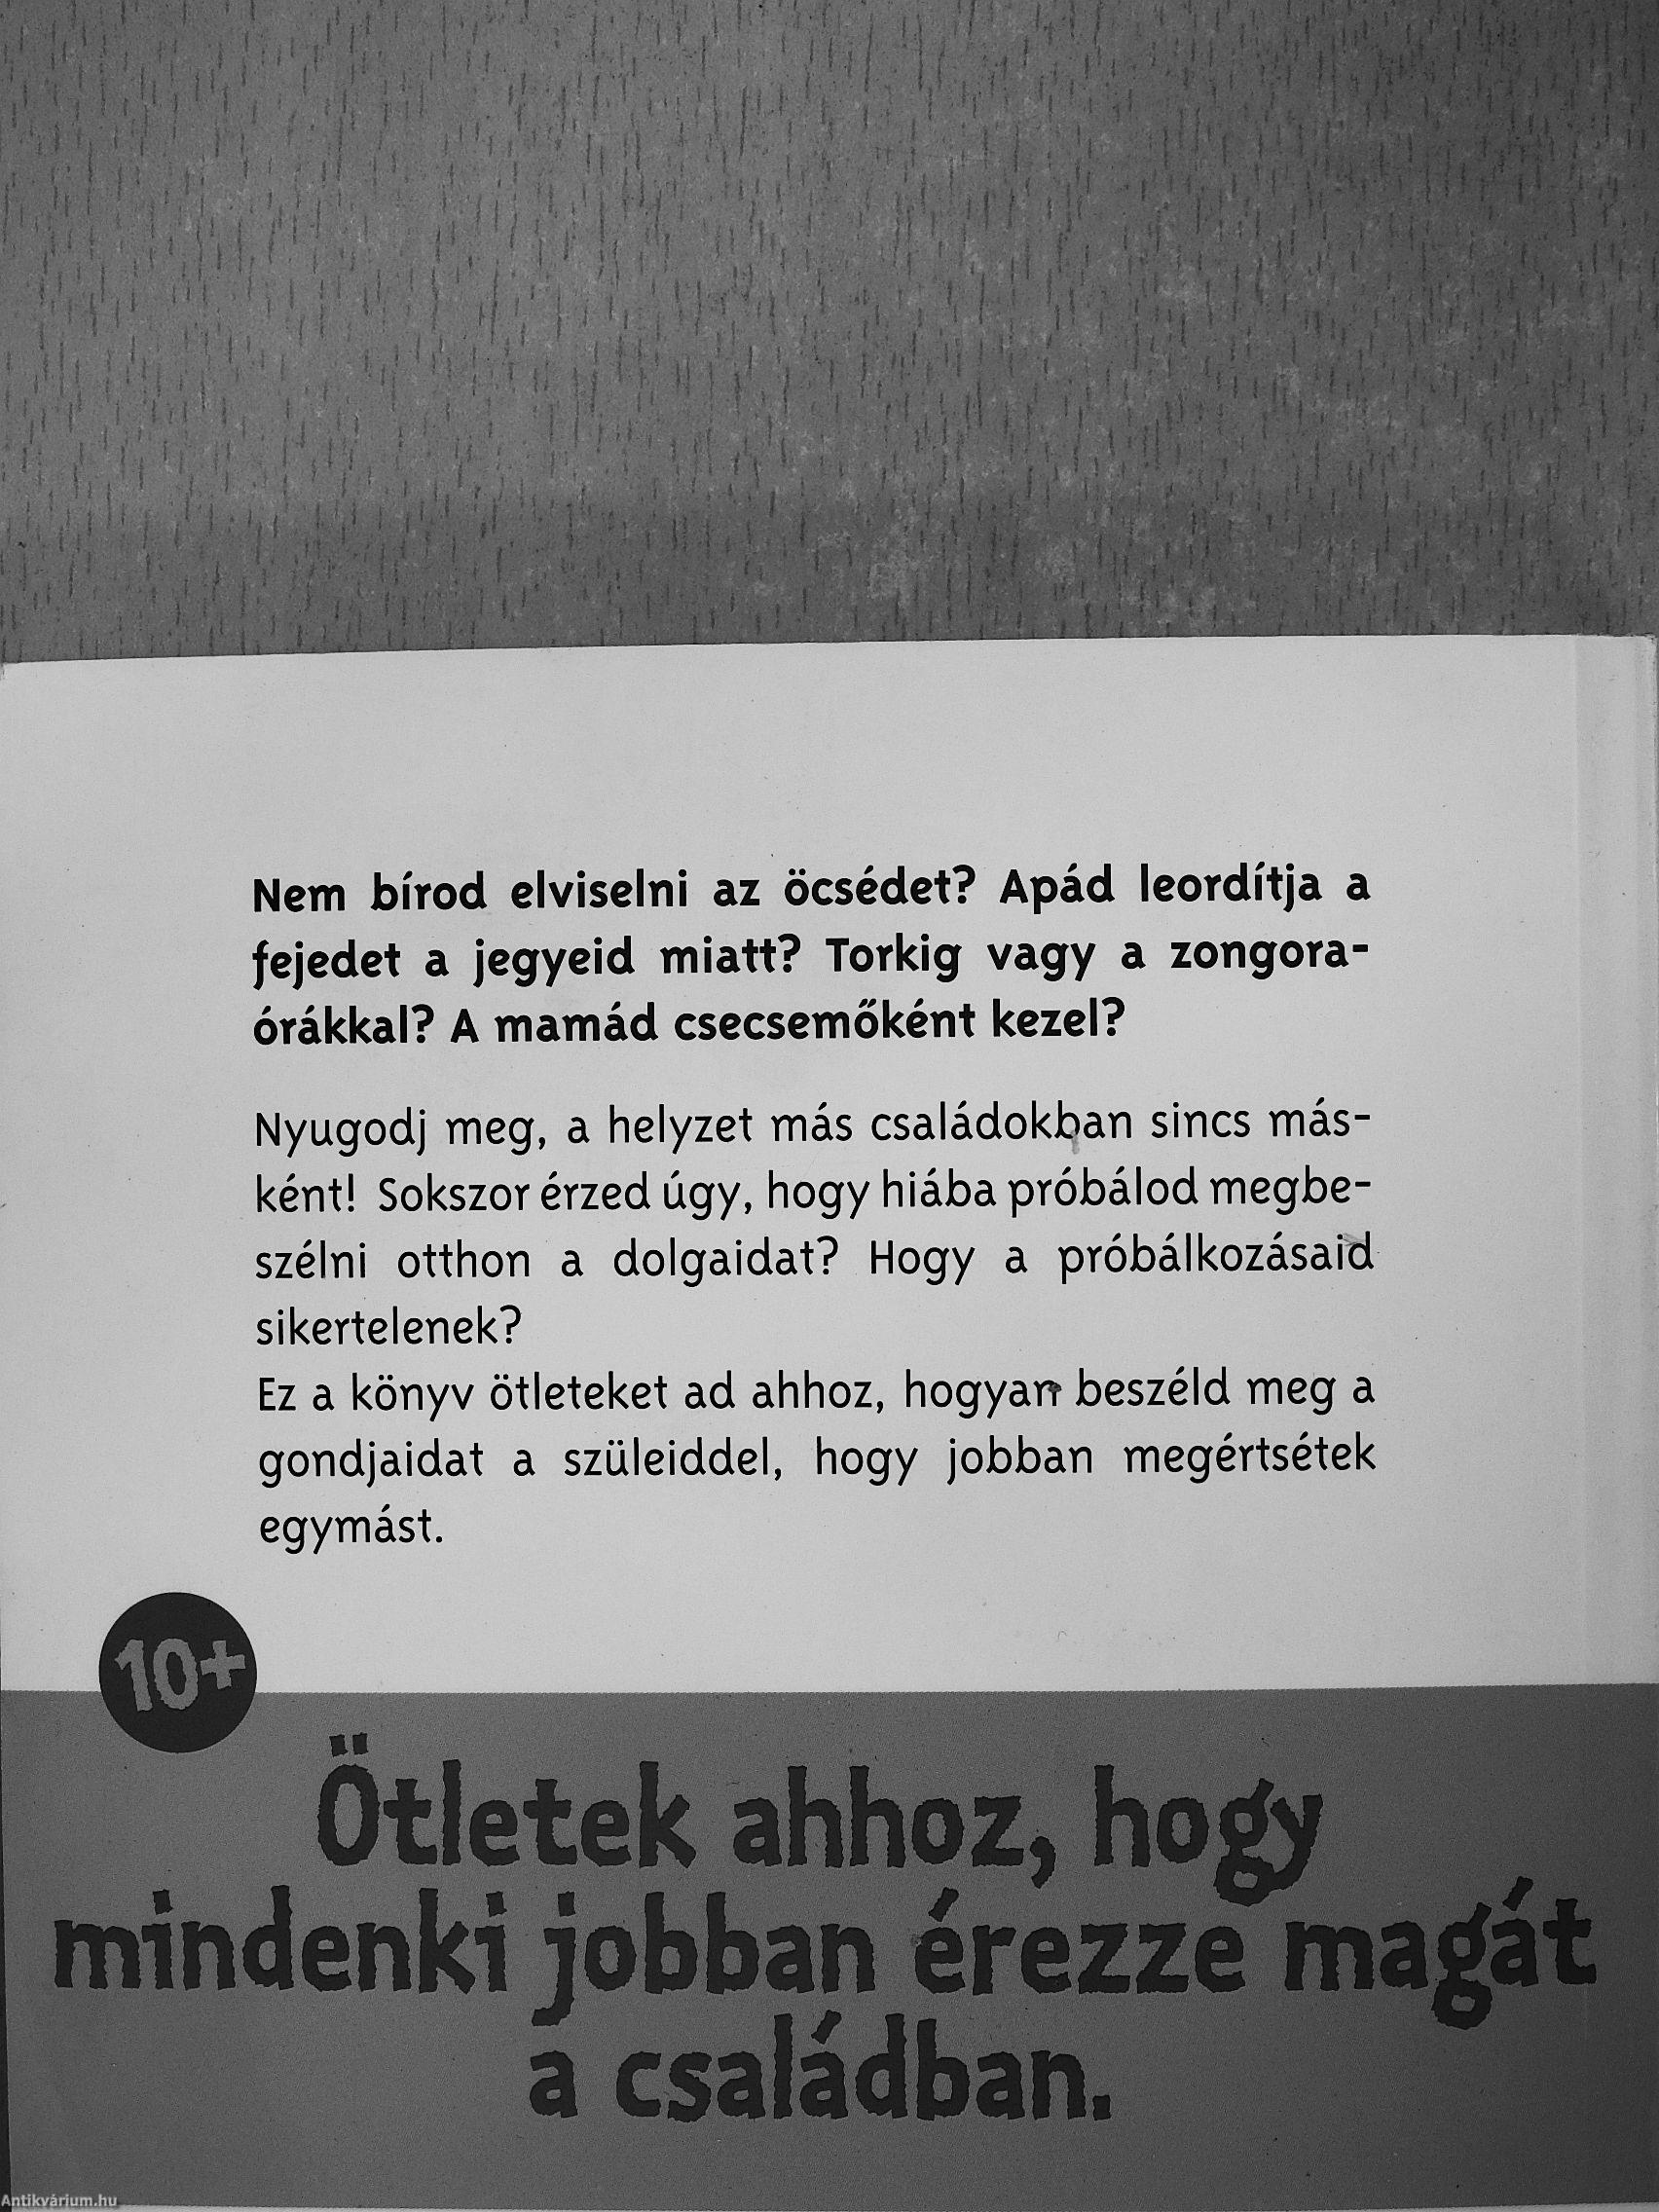 Nem bírod elviselni az öcsédet? Apád leordítja a
fejedet a jegyeid miatt? Torkig vagy a zongora-
órákkal? A mamád csecsemőként kezel?
Nyugodj meg, a helyzet más családokban sincs más-
ként! Sokszor érzed úgy, hogy hiába próbálod megbe-
szélni otthon a dolgaidat? Hogy a próbálkozásaid
sikertelenek?
Ez a könyv ötleteket ad ahhoz, hogyan beszéld meg a
gondjaidat a szüleiddel, hogy jobban megértsétek
egymást.
10+
Ötletek ahhoz, hogy
mindenki jobban érezze magát
a családban.
Antikvárium.hu